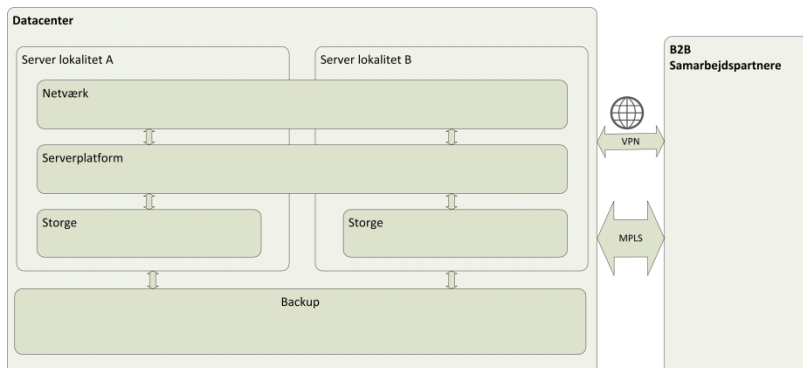 Datacenter
Server lokalitet A
Server lokalitet B
B2B
Samarbejdspartnere
Netværk
VPN
Serverplatform
Storge
Storge
MPLS
Backup